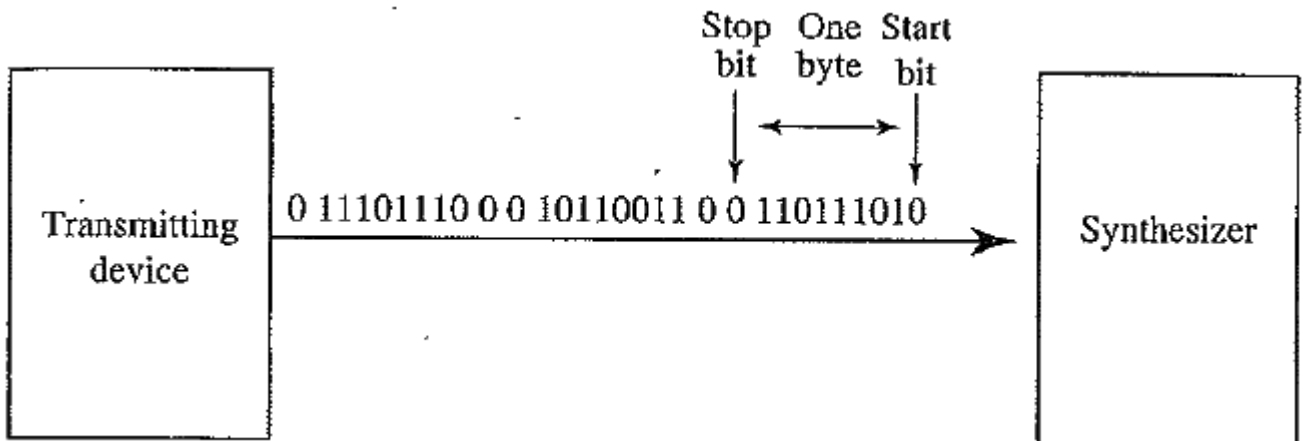 Stop One Start
bit byte bit
0 11101110 0 0 10110011 0 0 110111010
Transmitting
device
Synthesizer